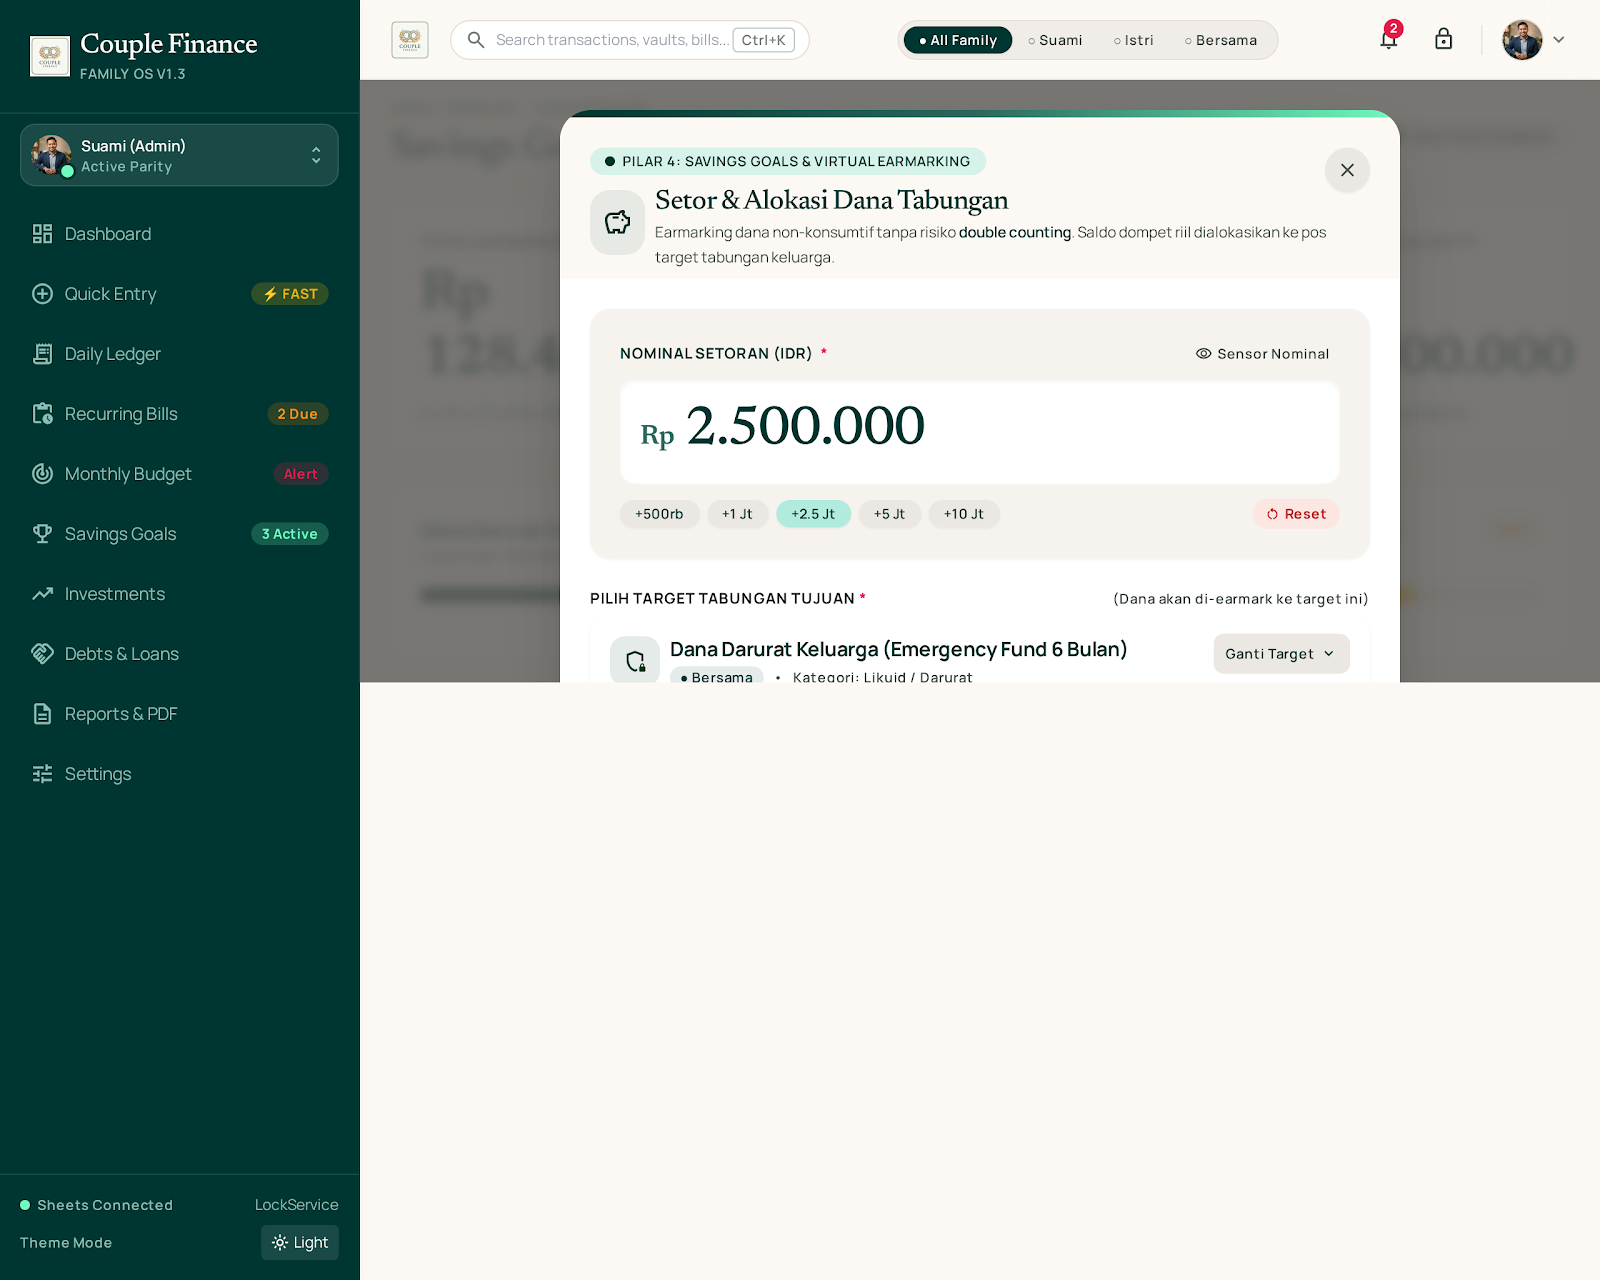 Couple Finance
FAMILY OS V1.3
Suami (Admin)
Active Parity
Dashboard
Quick Entry
⚡ FAST
Daily Ledger
Recurring Bills
2 Due
Monthly Budget
Alert
Savings Goals
3 Active
Investments
Debts & Loans
Reports & PDF
Settings
Sheets Connected
LockService
Theme Mode
Light
COUPLE
Search transactions, vaults, bills...
Ctrl+K
● All Family
○ Suami
○ Istri
○ Bersama
2
PILAR 4: SAVINGS GOALS & VIRTUAL EARMARKING
Setor & Alokasi Dana Tabungan
Earmarking dana non-konsumtif tanpa risiko double counting. Saldo dompet riil dialokasikan ke pos
target tabungan keluarga.
Rp
128.4
00.000
NOMINAL SETORAN (IDR) *
Sensor Nominal
Rp 2.500.000
+500rb
+1 Jt
+2.5 Jt
+5 Jt
+10 Jt
Reset
PILIH TARGET TABUNGAN TUJUAN *
(Dana akan di-earmark ke target ini)
Dana Darurat Keluarga (Emergency Fund 6 Bulan)
● Bersama • Kategori: Likuid / Darurat
Ganti Target